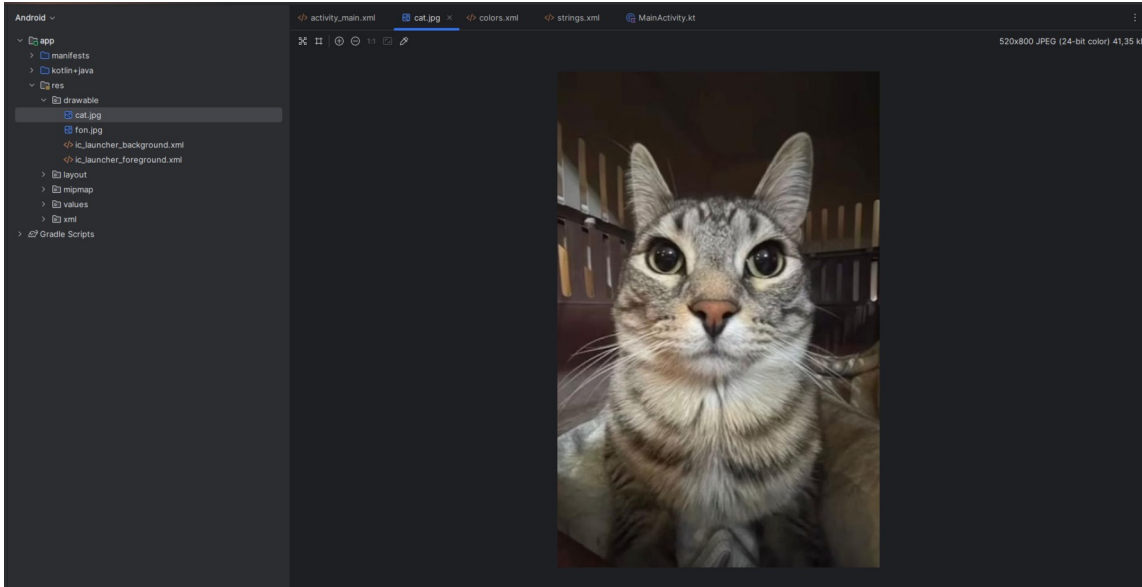 Android
activity_main.xml
cat.jpg
colors.xml
strings.xml
MainActivity.kt
1:1
520x800 JPEG (24-bit color) 41,35 k
app
manifests
kotlin+java
res
drawable
cat.jpg
fon.jpg
ic_launcher_background.xml
ic_launcher_foreground.xml
layout
mipmap
values
xml
Gradle Scripts